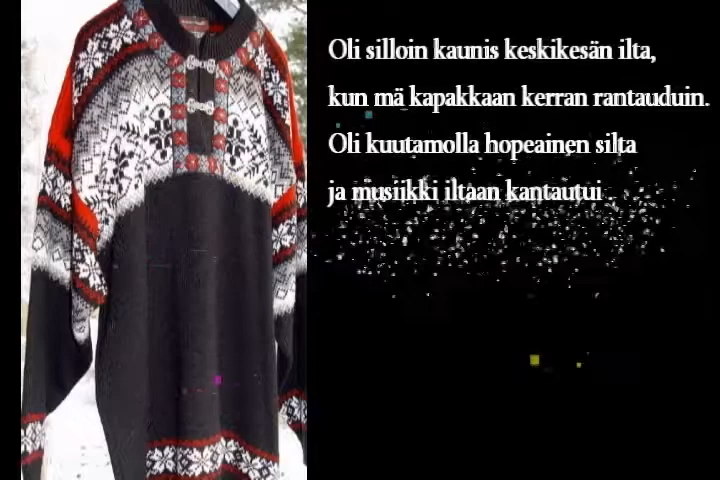 Oli silloin kaunis keskikesän ilta,
kun mä kapakkaan kerran rantauduin.
Oli kuutamolla hopeainen silta
ja musiikki iltaan kantautui